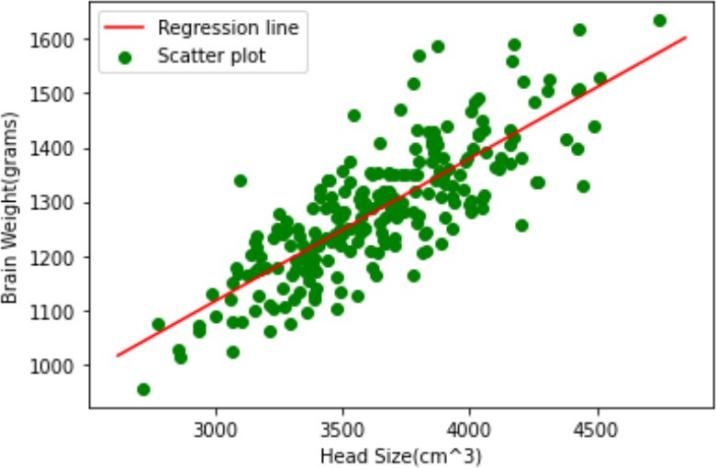 Regression line
Scatter plot
Brain Weight(grams)
1600
1500
1400
1300
1200
1100
1000
3000 3500 4000 4500
Head Size(cm^3)